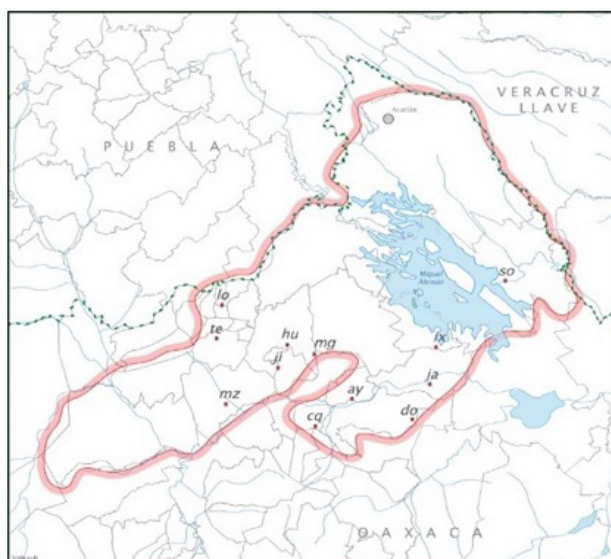 VERACRUZ
LLAVE
Acatlán
PUEBLA
Miguel
Alemán
so
lo
te
hu
mg
ix
ji
ja
ay
mz
cq
do
OAXACA